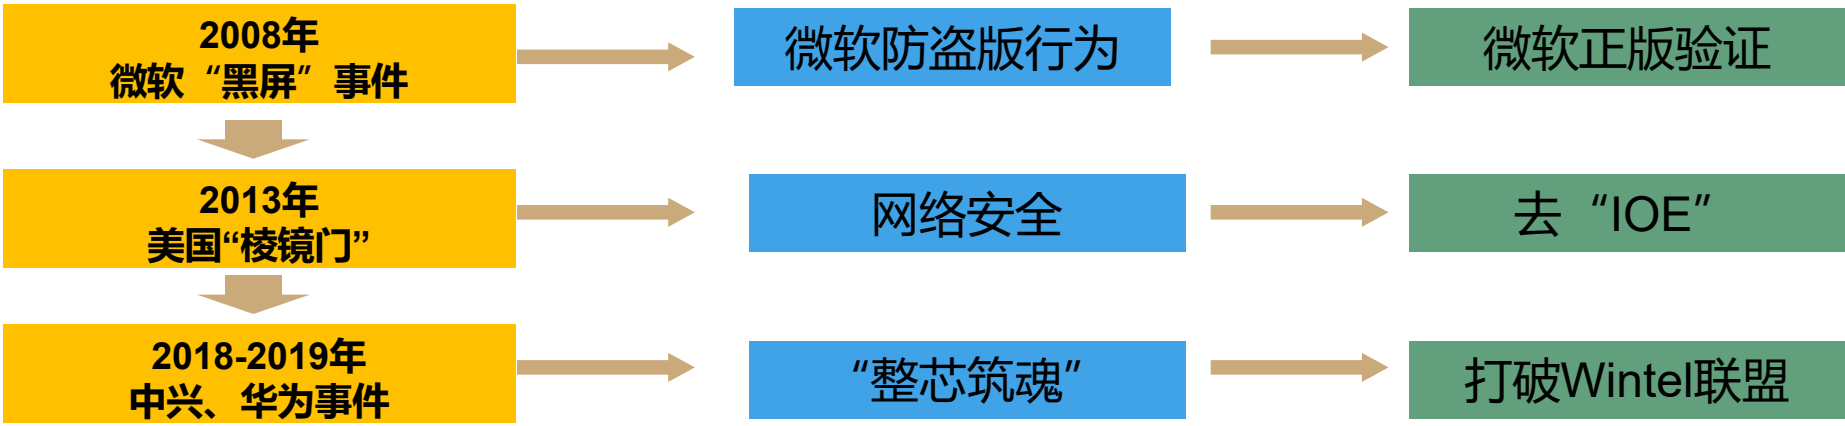 2008年
微软“黑屏”事件
微软防盗版行为
微软正版验证
2013年
美国“棱镜门”
网络安全
去“IOE”
2018-2019年
中兴、华为事件
“整芯筑魂”
打破Wintel联盟